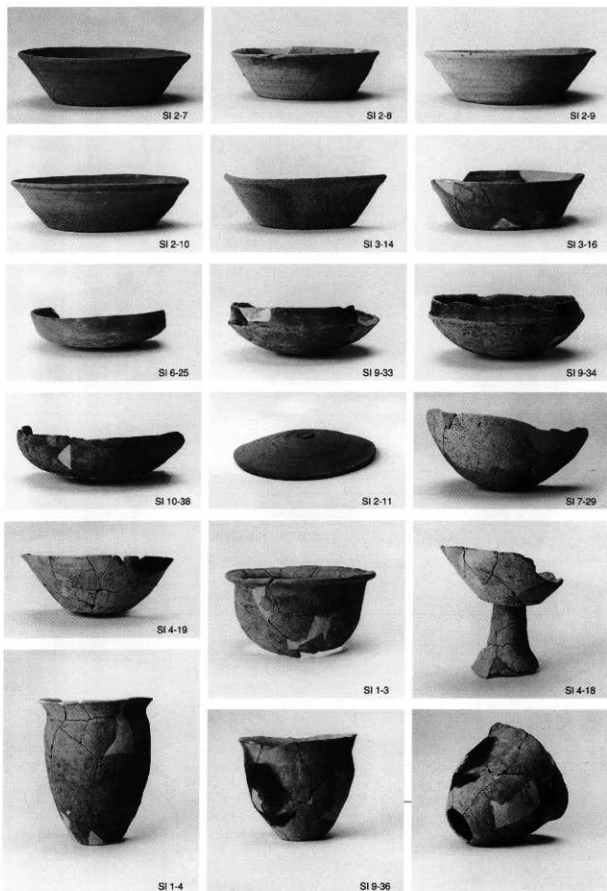 SI 2-7
SI 2-8
SI 2-9
SI 2-10
SI 3-14
SI 3-16
SI 6-25
SI 9-33
SI 9-34
SI 10-38
SI 2-11
SI 7-29
SI 4-19
SI 1-3
SI 4-18
SI 1-4
SI 9-36